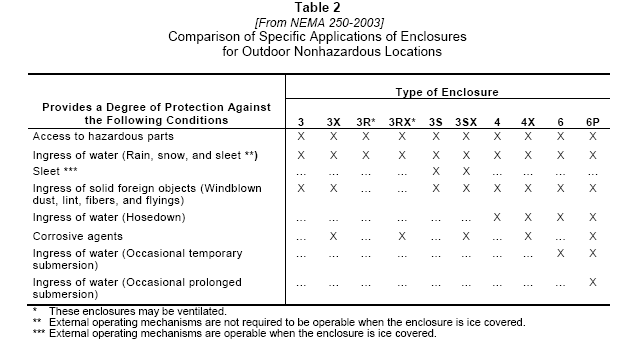 Table 2
[From NEMA 250-2003]
Comparison of Specific Applications of Enclosures
for Outdoor Nonhazardous Locations
Type of Enclosure
Provides a Degree of Protection Against
the Following Conditions 3 3X 3R* 3RX* 3S 3SX 4 4X 6 6P
Access to hazardous parts X X X X X X X X X X
Ingress of water (Rain, snow, and sleet **) X X X X X X X X X X
Sleet *** ... ... ... ... X X ... ... ... ...
Ingress of solid foreign objects (Windblown X X ... ... X X X X X X
dust, lint, fibers, and flyings)
Ingress of water (Hosedown) ... ... ... ... ... ... X X X X
Corrosive agents ... X ... X ... X ... X ... X
Ingress of water (Occasional temporary ... ... ... ... ... ... ... ... X X
submersion)
Ingress of water (Occasional prolonged ... ... ... ... ... ... ... ... ... X
submersion)
* These enclosures may be ventilated.
** External operating mechanisms are not required to be operable when the enclosure is ice covered.
*** External operating mechanisms are operable when the enclosure is ice covered.